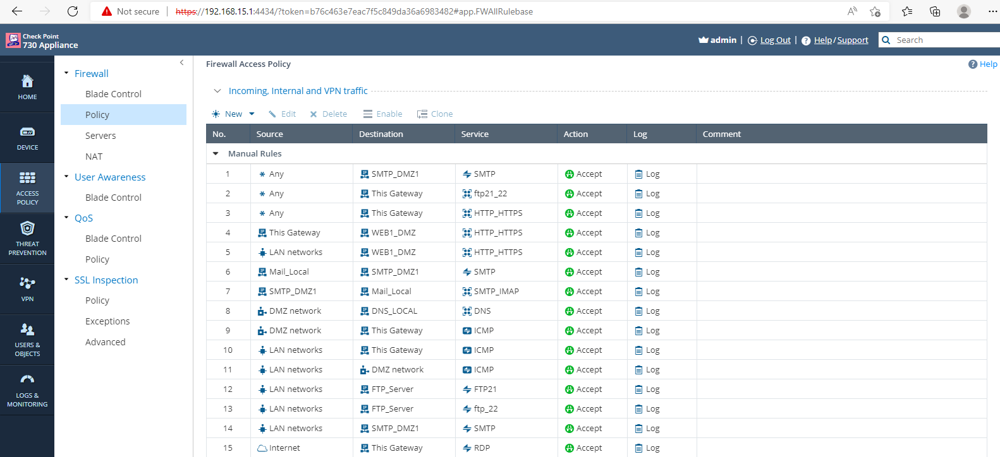 Not secure
https://192.168.15.1:4434/?token=b76c463e7eac7f5c849da36a6983482#app.FWAllRulebase
Check Point
730 Appliance
admin | Log Out | Help/Support
Search
HOME
DEVICE
ACCESS
POLICY
THREAT
PREVENTION
VPN
USERS &
OBJECTS
LOGS &
MONITORING
Firewall
Blade Control
Policy
Servers
NAT
User Awareness
Blade Control
QoS
Blade Control
Policy
SSL Inspection
Policy
Exceptions
Advanced
Firewall Access Policy
Help
Incoming, Internal and VPN traffic
New Edit Delete Enable Clone
No. Source Destination Service Action Log Comment
Manual Rules
1 Any SMTP_DMZ1 SMTP Accept Log
2 Any This Gateway ftp21_22 Accept Log
3 Any This Gateway HTTP_HTTPS Accept Log
4 This Gateway WEB1_DMZ HTTP_HTTPS Accept Log
5 LAN networks WEB1_DMZ HTTP_HTTPS Accept Log
6 Mail_Local SMTP_DMZ1 SMTP Accept Log
7 SMTP_DMZ1 Mail_Local SMTP_IMAP Accept Log
8 DMZ network DNS_LOCAL DNS Accept Log
9 DMZ network This Gateway ICMP Accept Log
10 LAN networks This Gateway ICMP Accept Log
11 LAN networks DMZ network ICMP Accept Log
12 LAN networks FTP_Server FTP21 Accept Log
13 LAN networks FTP_Server ftp_22 Accept Log
14 LAN networks SMTP_DMZ1 SMTP Accept Log
15 Internet This Gateway RDP Accept Log